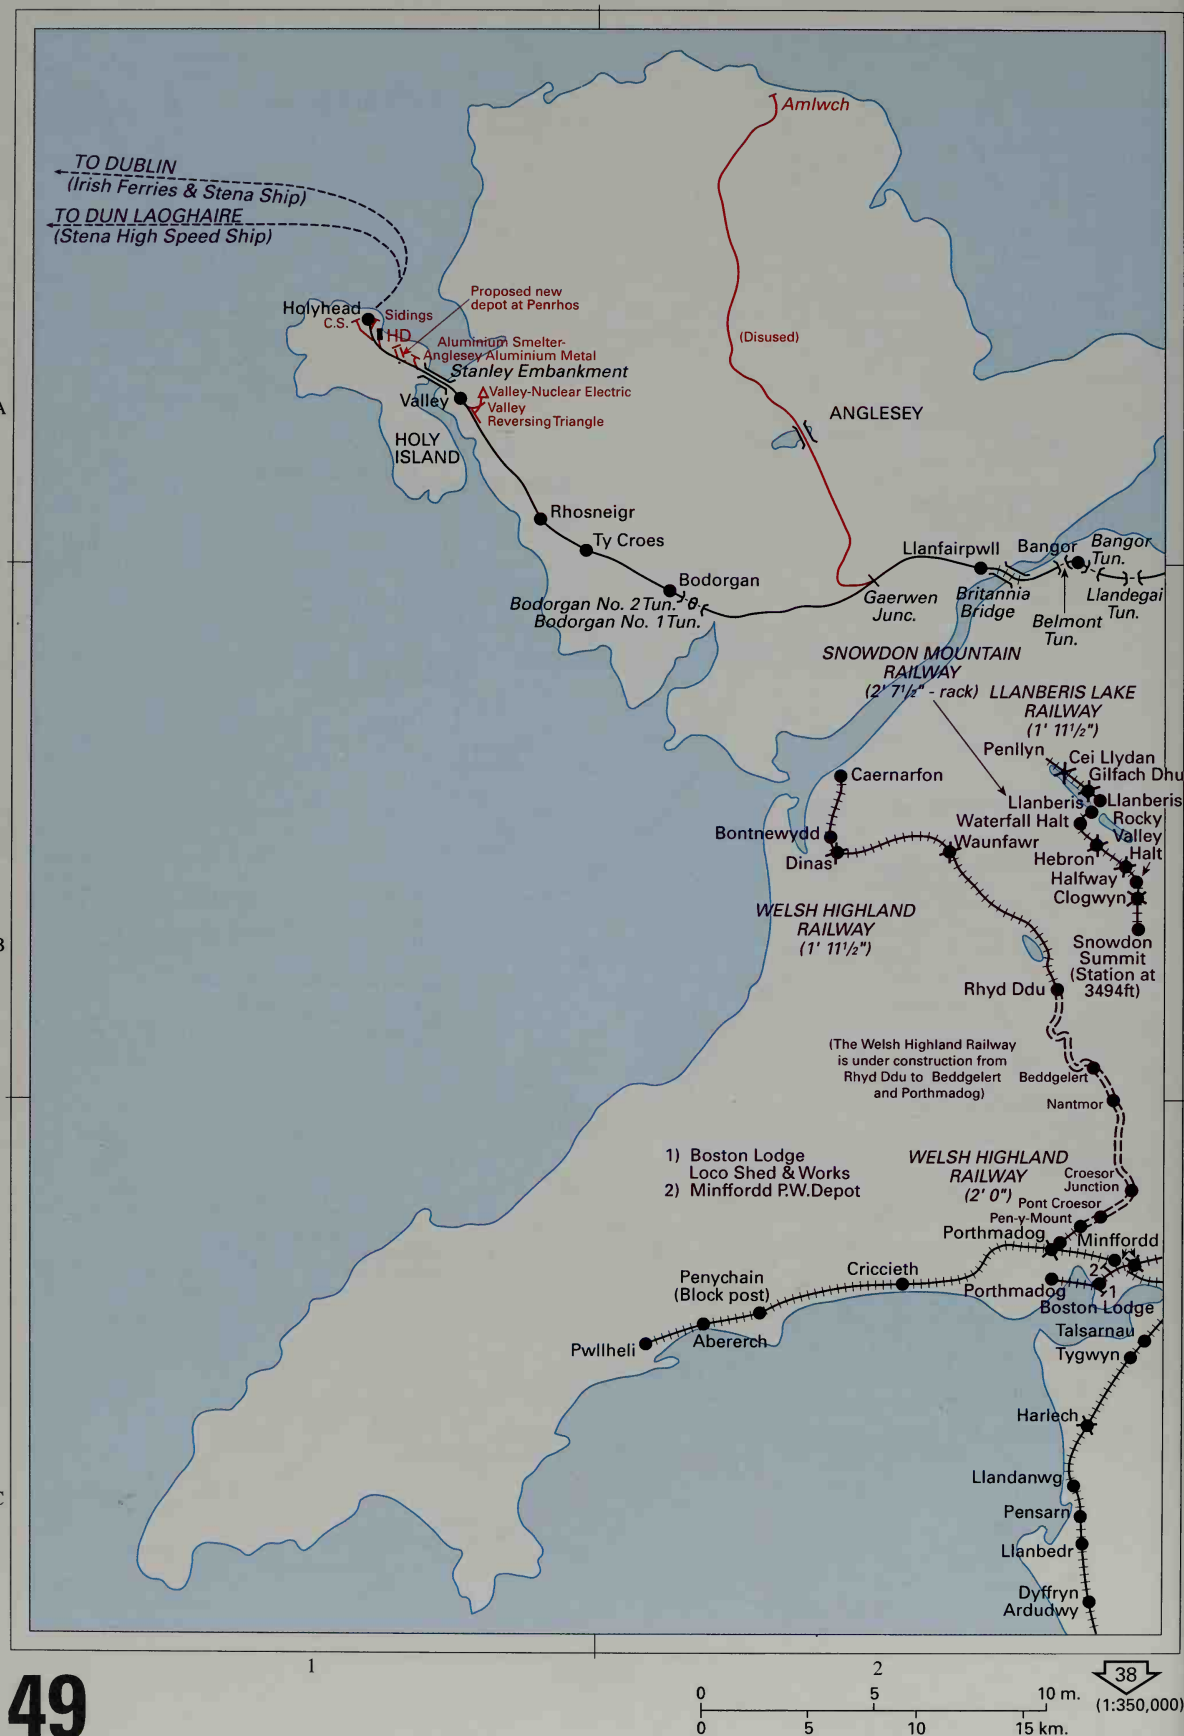 Amlwch
TO DUBLIN
(Irish Ferries & Stena Ship)
TO DUN LAOGHAIRE
(Stena High Speed Ship)
Proposed new
depot at Penrhos
Holyhead
C.S.
Sidings
HD
Aluminium Smelter-
Anglesey Aluminium Metal
Stanley Embankment
(Disused)
A
Valley
Valley-Nuclear Electric
Valley
Reversing Triangle
ANGLESEY
HOLY
ISLAND
Rhosneigr
Ty Croes
Bodorgan
Bodorgan No. 2 Tun.
Bodorgan No. 1 Tun.
Llanfairpwll
Bangor
Bangor
Tun.
Gaerwen
Junc.
Britannia
Bridge
Belmont
Tun.
Llandegai
Tun.
SNOWDON MOUNTAIN
RAILWAY
(2' 7½" - rack)
LLANBERIS LAKE
RAILWAY
(1' 11½")
Penllyn
Cei Llydan
Gilfach Dhu
Caernarfon
Llanberis
Llanberis
Waterfall Halt
Rocky
Valley
Halt
Bontnewydd
Dinas
Waunfawr
Hebron
Halfway
Clogwyn
WELSH HIGHLAND
RAILWAY
(1' 11½")
B
Snowdon
Summit
(Station at
3494ft)
Rhyd Ddu
(The Welsh Highland Railway
is under construction from
Rhyd Ddu to Beddgelert
and Porthmadog)
Beddgelert
Nantmor
1) Boston Lodge
Loco Shed & Works
2) Minffordd P.W.Depot
WELSH HIGHLAND
RAILWAY
(2' 0")
Croesor
Junction
Pont Croesor
Pen-y-Mount
Porthmadog
Minffordd
Criccieth
Penychain
(Block post)
2
1
Porthmadog
Boston Lodge
Pwllheli
Abererch
Talsarnau
Tygwyn
Harlech
Llandanwg
C
Pensarn
Llanbedr
Dyffryn
Ardudwy
1
2
38
49
0 5 10 m.
(1:350,000)
0 5 10 15 km.